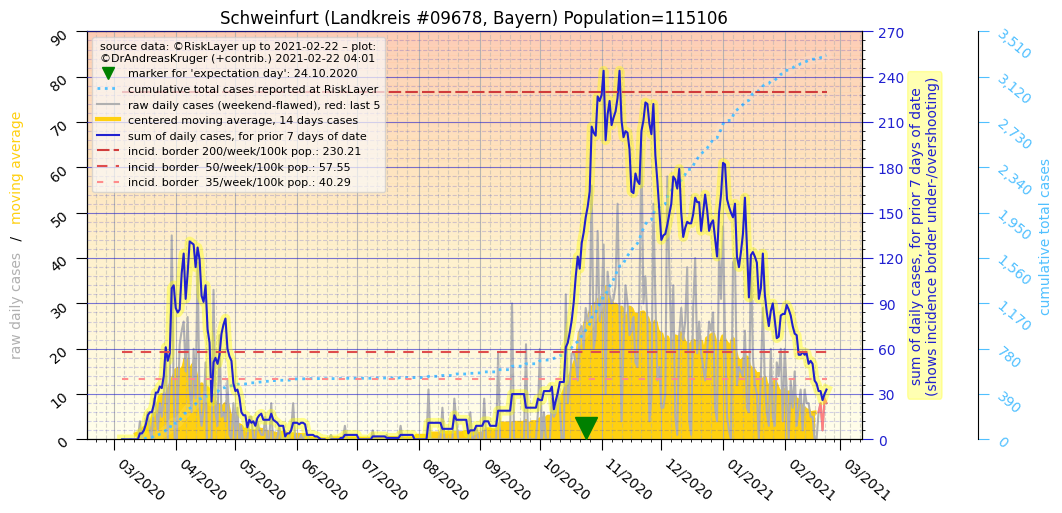 Schweinfurt (Landkreis #09678, Bayern) Population=115106
source data: ©RiskLayer up to 2021-02-22 – plot:
©DrAndreasKruger (+contrib.) 2021-02-22 04:01
marker for 'expectation day': 24.10.2020
cumulative total cases reported at RiskLayer
raw daily cases (weekend-flawed), red: last 5
centered moving average, 14 days cases
sum of daily cases, for prior 7 days of date
incid. border 200/week/100k pop.: 230.21
incid. border  50/week/100k pop.: 57.55
incid. border  35/week/100k pop.: 40.29
raw daily cases / moving average
90
80
70
60
50
40
30
20
10
0
03/2020
04/2020
05/2020
06/2020
07/2020
08/2020
09/2020
10/2020
11/2020
12/2020
01/2021
02/2021
03/2021
270
240
210
180
150
120
90
60
30
0
sum of daily cases, for prior 7 days of date
(shows incidence border under-/overshooting)
3,510
3,120
2,730
2,340
1,950
1,560
1,170
780
390
0
cumulative total cases